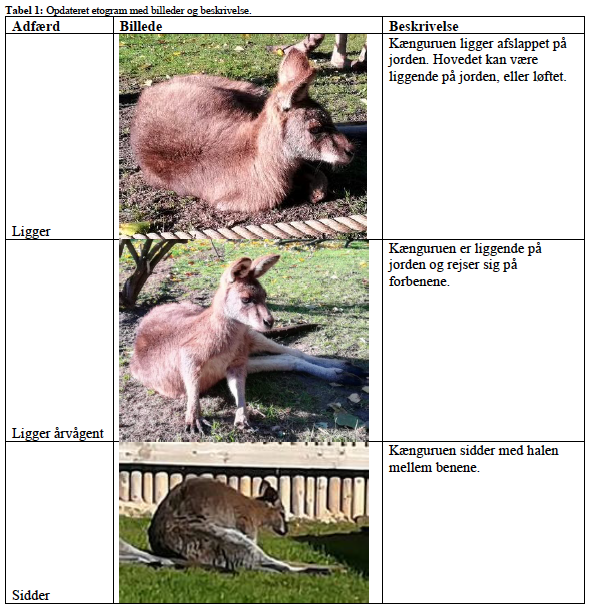 Tabel 1: Opdateret etogram med billeder og beskrivelse.
Adfærd Billede Beskrivelse
Ligger
Kænguruen ligger afslappet på
jorden. Hovedet kan være
liggende på jorden, eller løftet.
Ligger årvågent
Kænguruen er liggende på
jorden og rejser sig på
forbenene.
Sidder
Kænguruen sidder med halen
mellem benene.